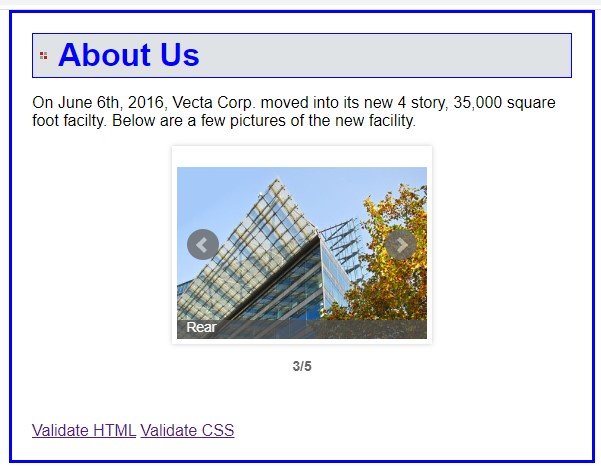 About Us
On June 6th, 2016, Vecta Corp. moved into its new 4 story, 35,000 square
foot facilty. Below are a few pictures of the new facility.
Rear
3/5
Validate HTML Validate CSS